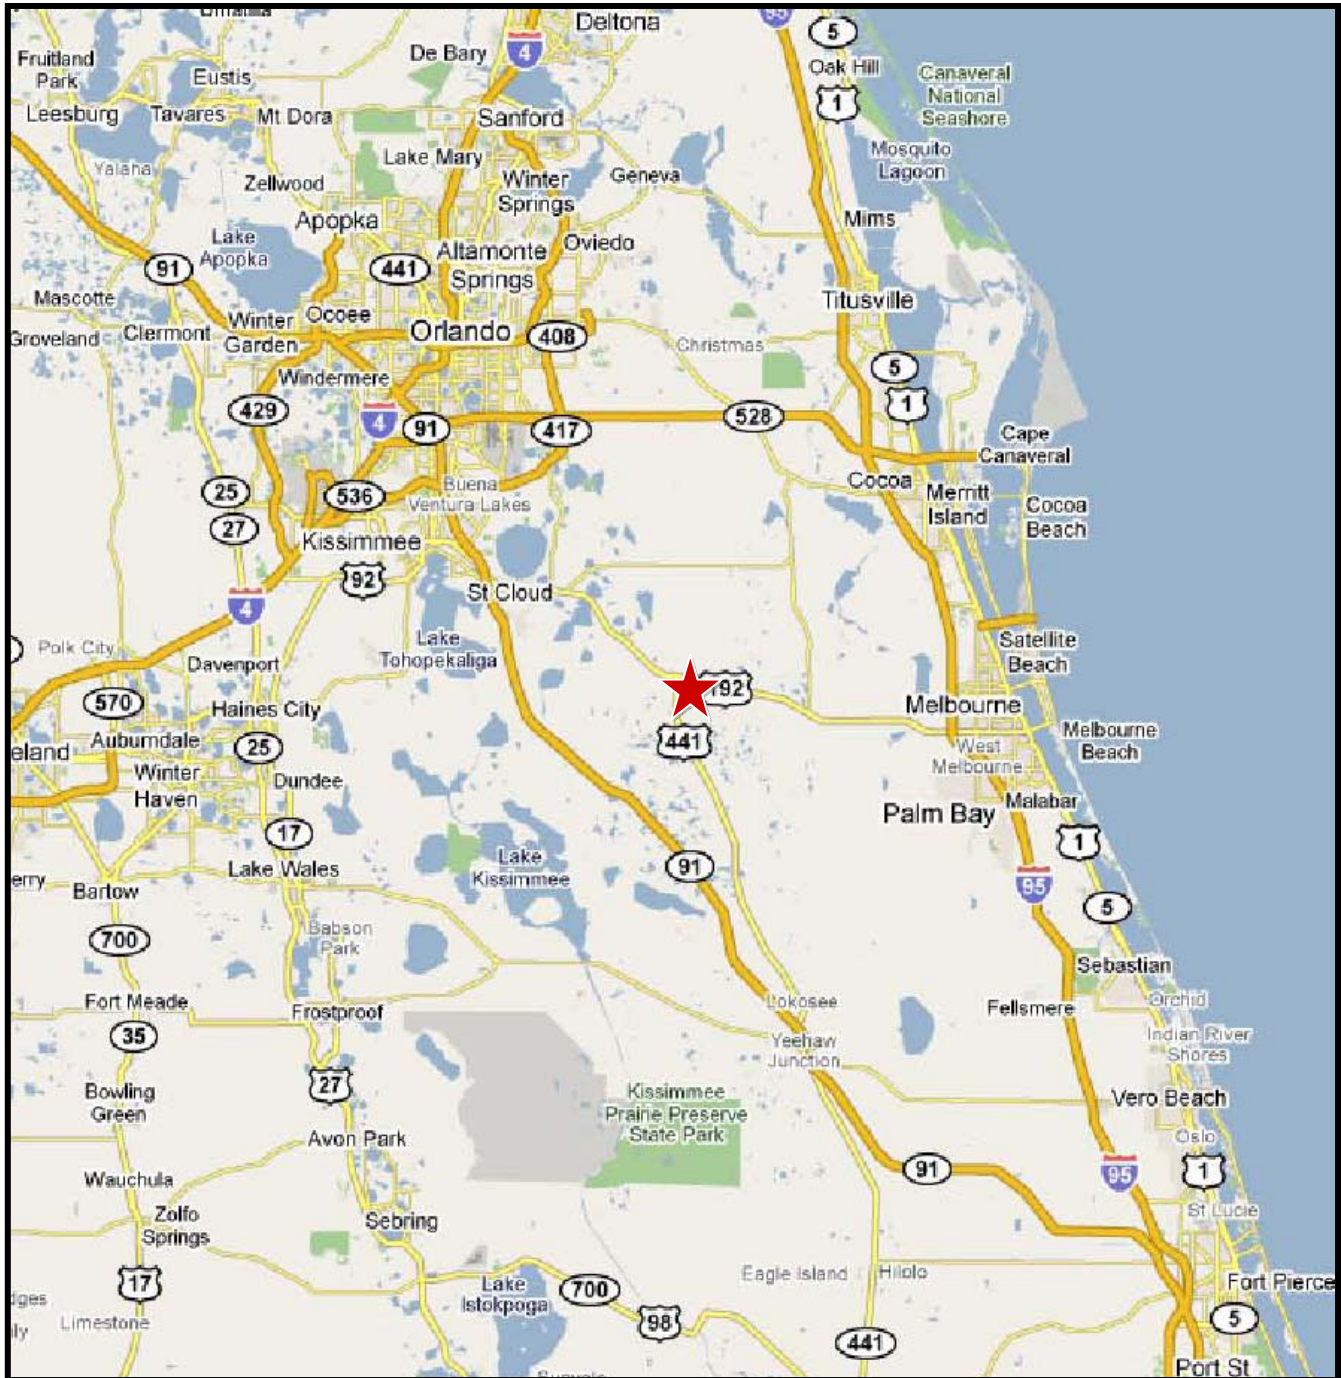 Deltona
De Bary
4
95
5
Oak Hill
1
Canaveral
National
Seashore
Fruitland
Park
Eustis
Leesburg
Tavares
Mt Dora
Sanford
Mosquito
Lagoon
Yalaha
Zellwood
Lake Mary
Winter
Springs
Geneva
Apopka
Mims
Lake
Apopka
441
Altamonte
Springs
Oviedo
91
Mascotte
Titusville
Groveland
Clermont
Winter
Garden
Ocoee
Orlando
408
Christmas
Windermere
5
1
429
4
91
417
528
Cape
Canaveral
25
536
Buena
Ventura Lakes
Cocoa
Merritt
Island
Cocoa
Beach
27
Kissimmee
92
St Cloud
4
Lake
Tohopekaliga
Satellite
Beach
Polk City
Davenport
192
570
Haines City
Melbourne
441
Melbourne
Beach
eland
Auburndale
25
West
Melbourne
Winter
Haven
Dundee
Malabar
Palm Bay
17
1
Lake Wales
Lake
Kissimmee
91
95
erry
Bartow
5
700
Babson
Park
Sebastian
Fort Meade
Frostproof
Lokosee
Fellsmere
Orchid
35
Yeehaw
Junction
Indian River
Shores
27
Bowling
Green
Kissimmee
Prairie Preserve
State Park
Vero Beach
Avon Park
Oslo
Wauchula
91
95
1
Zolfo
Springs
Sebring
St Lucie
17
Lake
Istokpoga
700
Eagle Island
Hilolo
Fort Pierce
dges
ly
Limestone
98
441
5
Port St